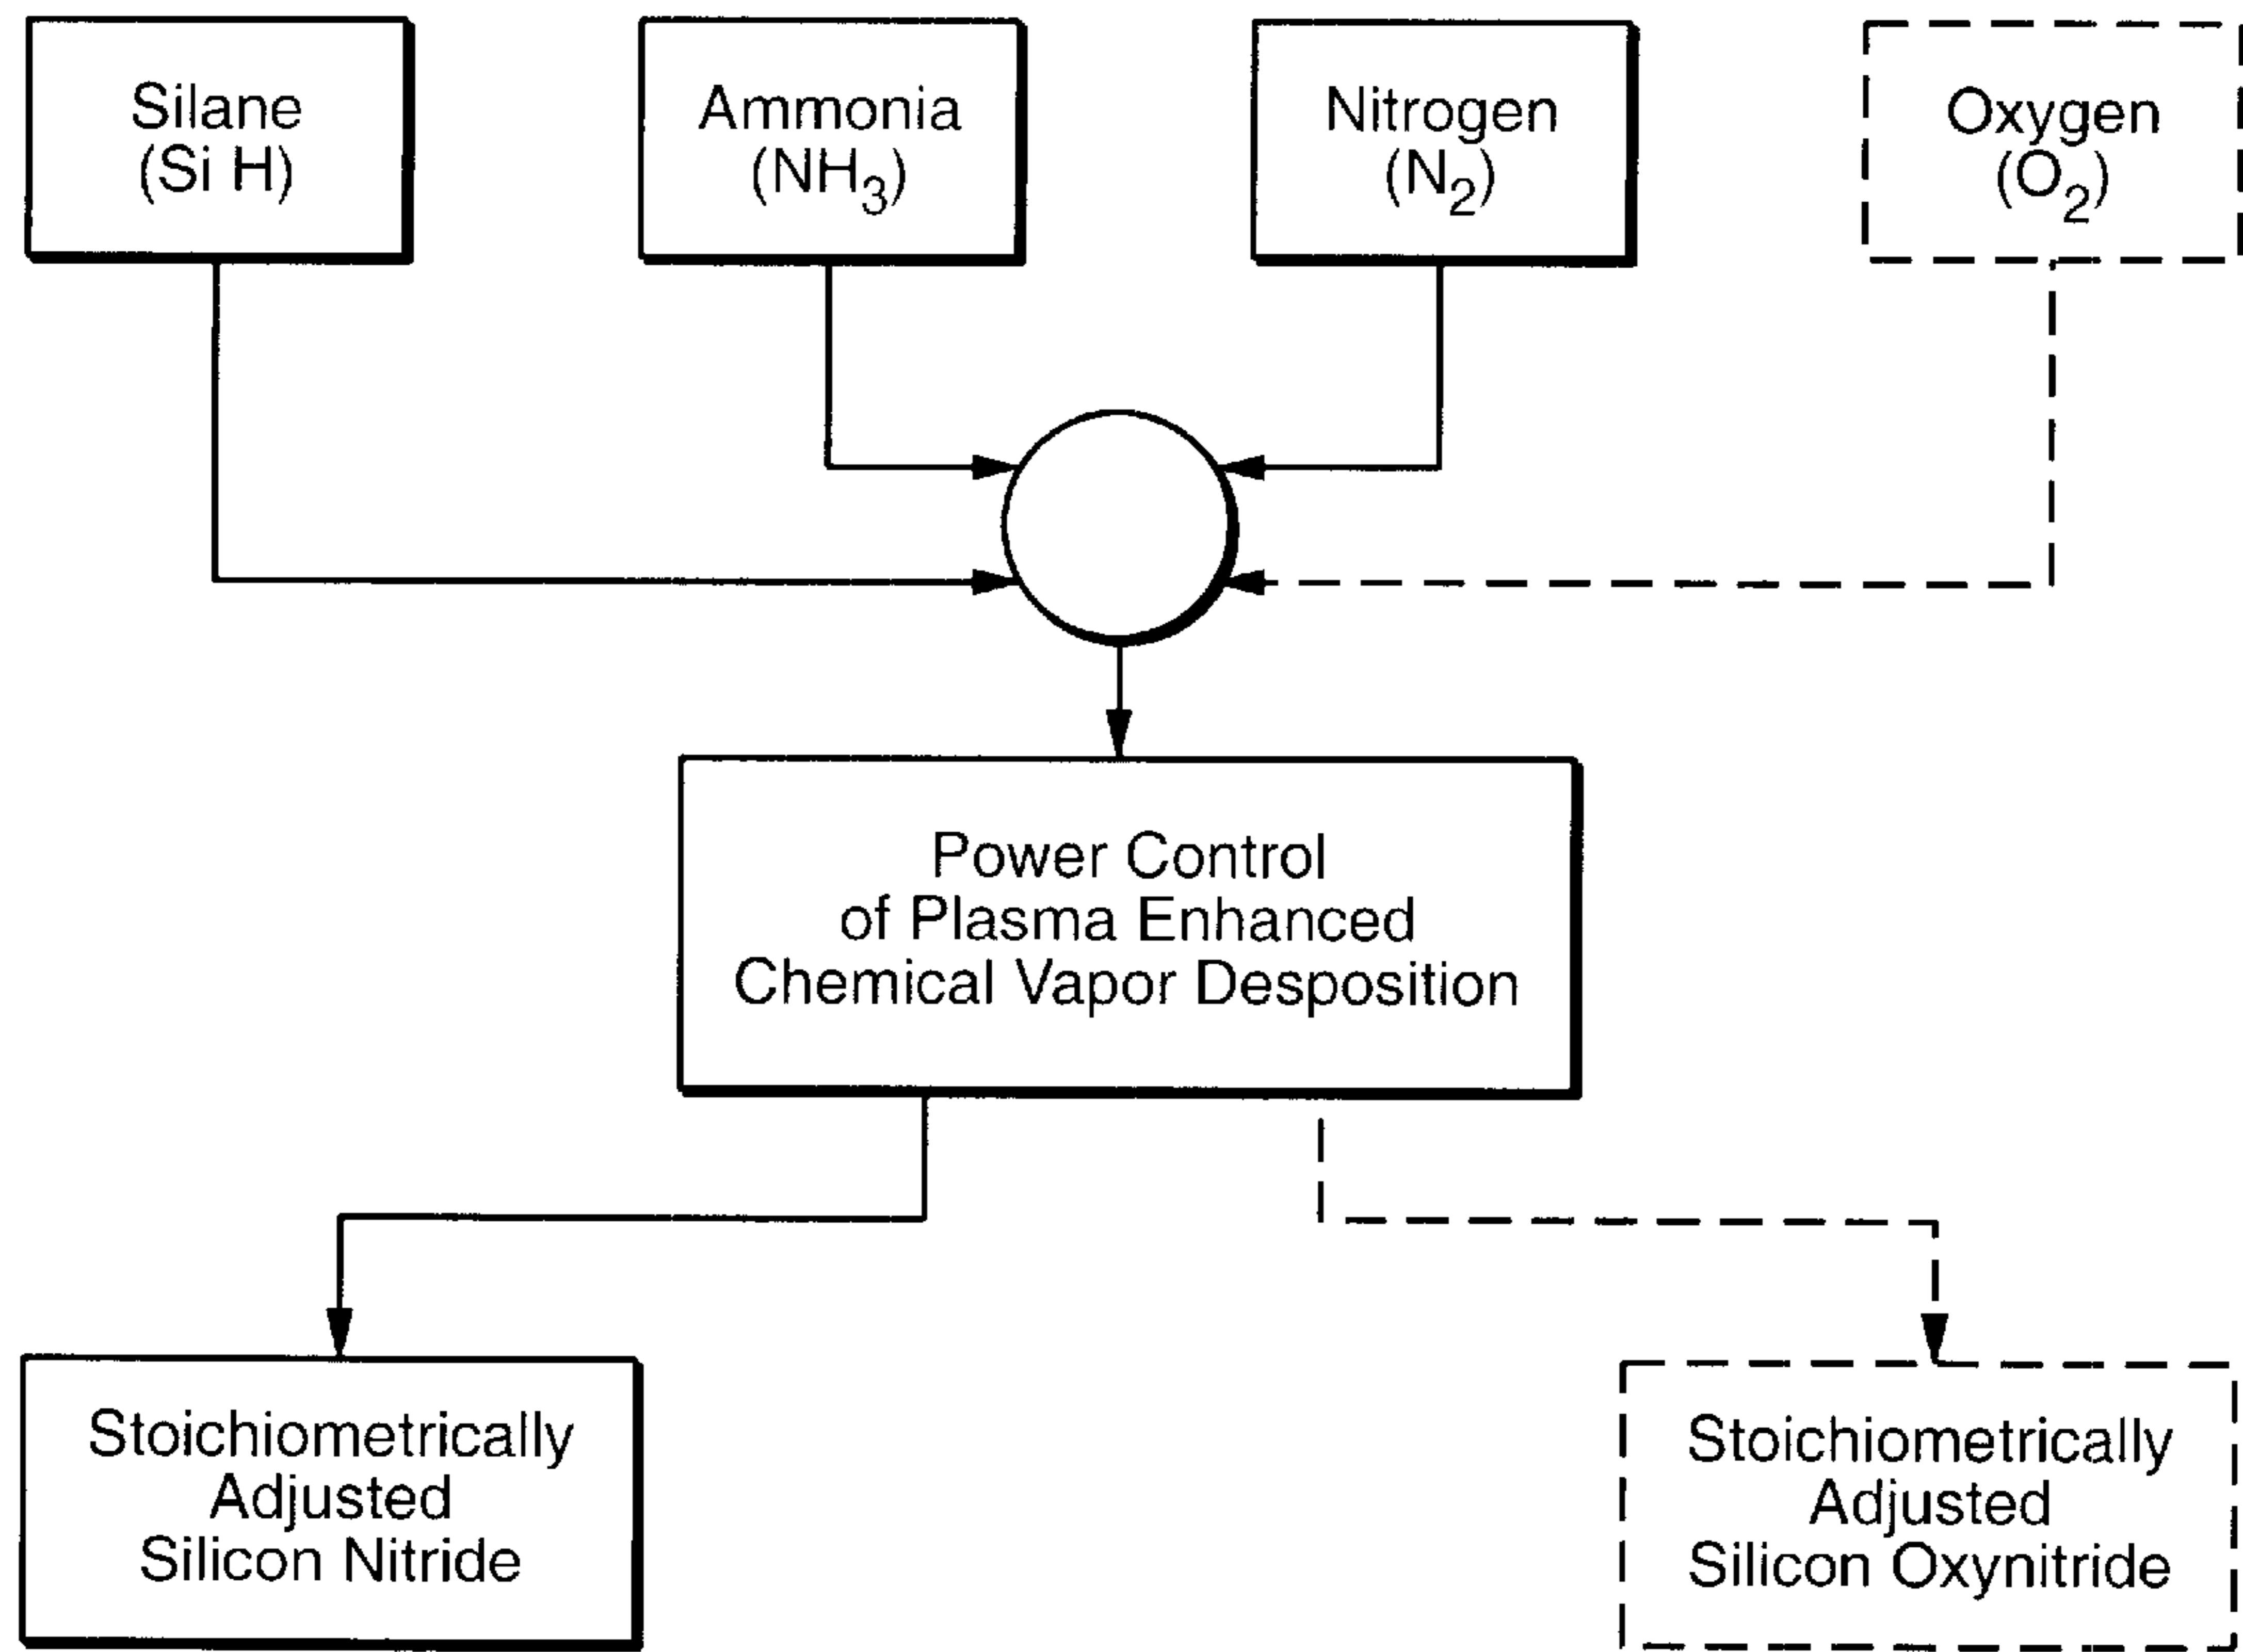 Silane
(Si H)
Ammonia
(NH3)
Nitrogen
(N2)
Oxygen
(O2)
Power Control
of Plasma Enhanced
Chemical Vapor Desposition
Stoichiometrically
Adjusted
Silicon Nitride
Stoichiometrically
Adjusted
Silicon Oxynitride